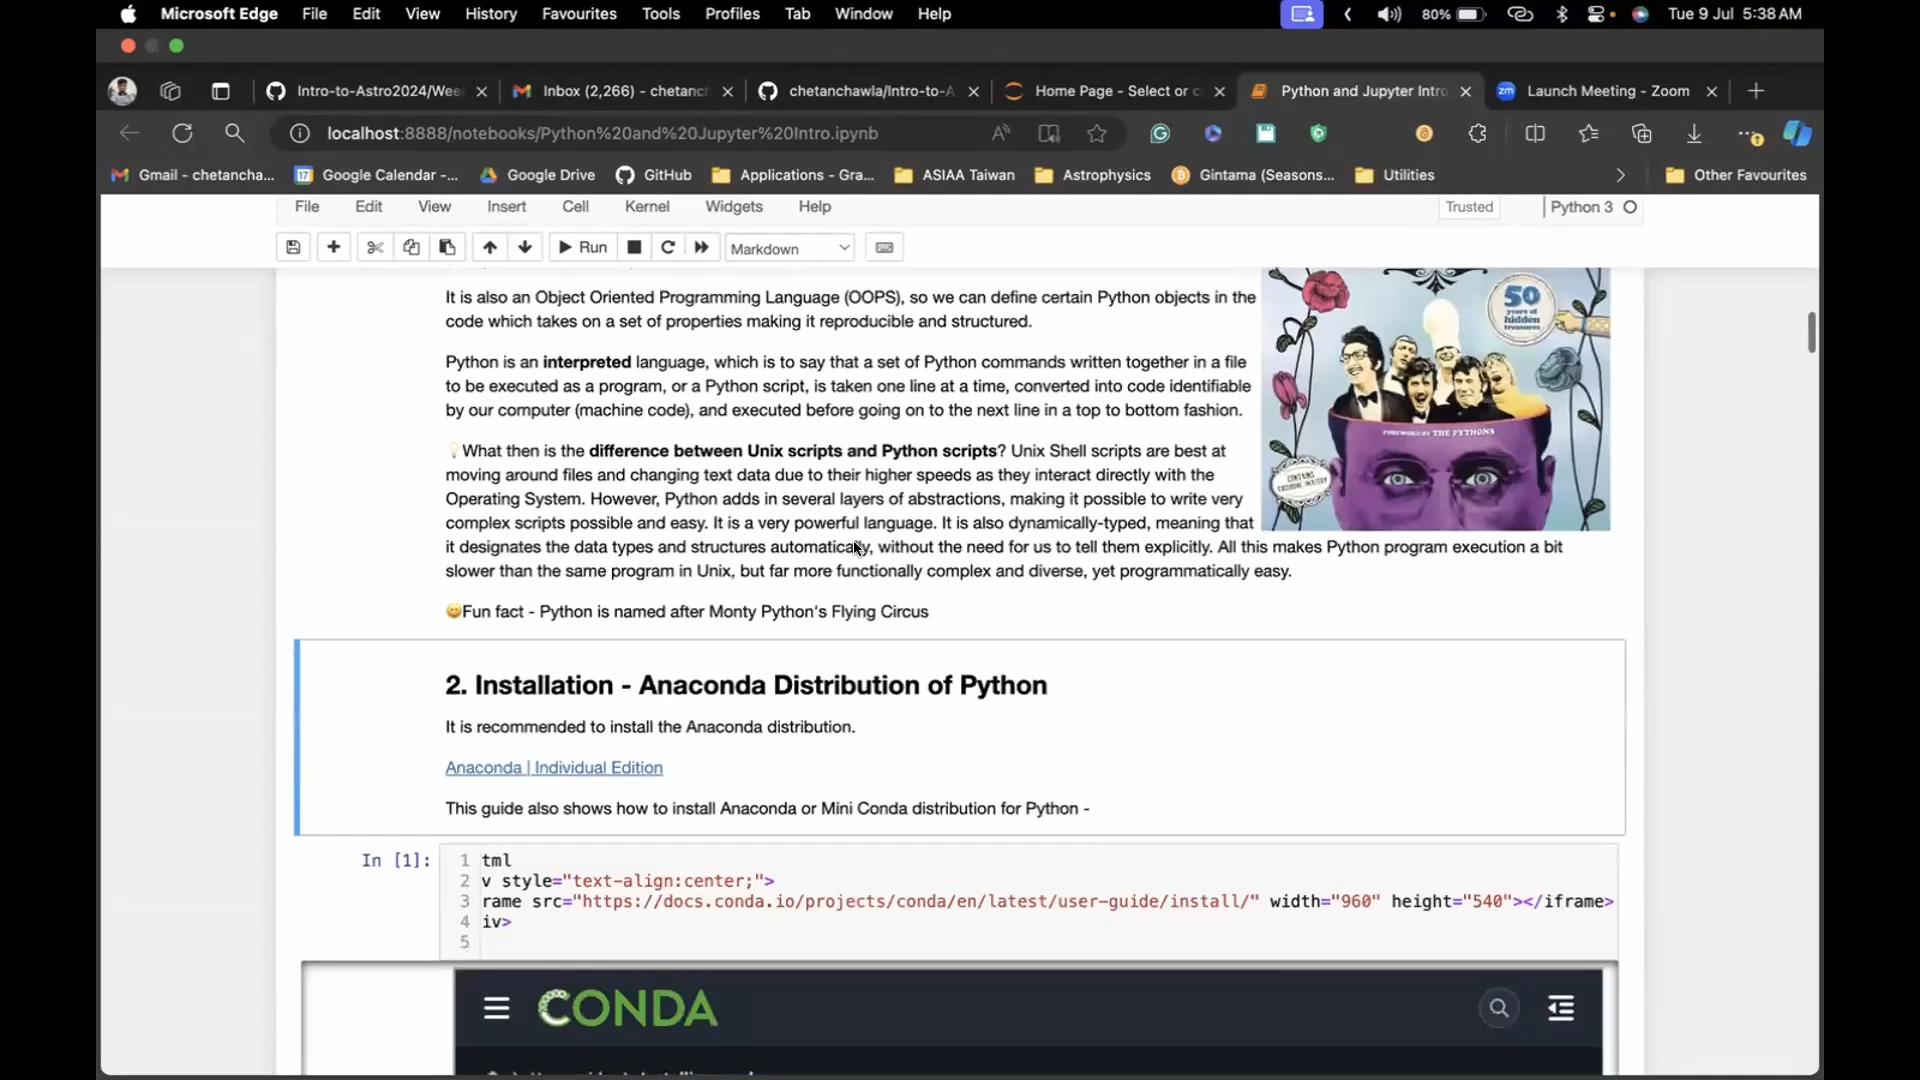 Microsoft Edge File Edit View History Favourites Tools Profiles Tab Window Help 80% Tue 9 Jul 5:38 AM
Intro-to-Astro2024/Wee Inbox (2,266) - chetanc chetanchawla/Intro-to-A Home Page - Select or c Python and Jupyter Intro zm Launch Meeting - Zoom
localhost:8888/notebooks/Python%20and%20Jupyter%20Intro.ipynb
Gmail - chetancha... 17 Google Calendar -... Google Drive GitHub Applications - Gra... ASIAA Taiwan Astrophysics Gintama (Seasons... Utilities Other Favourites
File Edit View Insert Cell Kernel Widgets Help Trusted Python 3
Run Markdown
It is also an Object Oriented Programming Language (OOPS), so we can define certain Python objects in the
code which takes on a set of properties making it reproducible and structured.
50
years of
hidden
treasures
Python is an interpreted language, which is to say that a set of Python commands written together in a file
to be executed as a program, or a Python script, is taken one line at a time, converted into code identifiable
by our computer (machine code), and executed before going on to the next line in a top to bottom fashion.
FOREWORD BY THE PYTHONS
What then is the difference between Unix scripts and Python scripts? Unix Shell scripts are best at
moving around files and changing text data due to their higher speeds as they interact directly with the
Operating System. However, Python adds in several layers of abstractions, making it possible to write very
complex scripts possible and easy. It is a very powerful language. It is also dynamically-typed, meaning that
it designates the data types and structures automatically, without the need for us to tell them explicitly. All this makes Python program execution a bit
slower than the same program in Unix, but far more functionally complex and diverse, yet programmatically easy.
😀Fun fact - Python is named after Monty Python's Flying Circus
2. Installation - Anaconda Distribution of Python
It is recommended to install the Anaconda distribution.
Anaconda | Individual Edition
This guide also shows how to install Anaconda or Mini Conda distribution for Python -
In [1]: 1 tml
2 v style="text-align:center;">
3 rame src="https://docs.conda.io/projects/conda/en/latest/user-guide/install/" width="960" height="540"></iframe>
4 iv>
5
CONDA